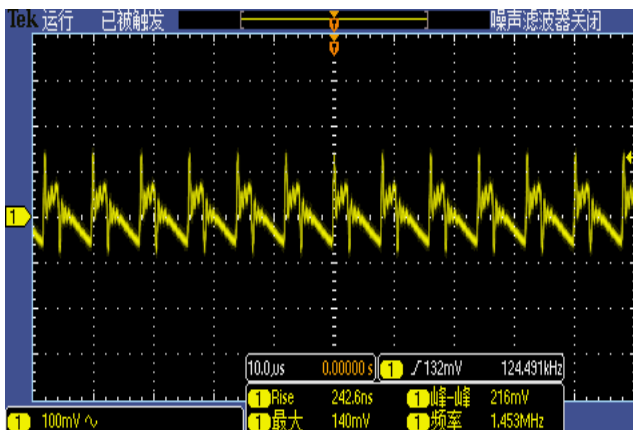 Tek 运行 已被触发 噪声滤波器关闭
1
10.0µs 0.00000 s 1 132mV 124.491kHz
1 Rise 242.6ns 1 峰-峰 216mV
1 100mV 1 最大 140mV 1 频率 1.453MHz